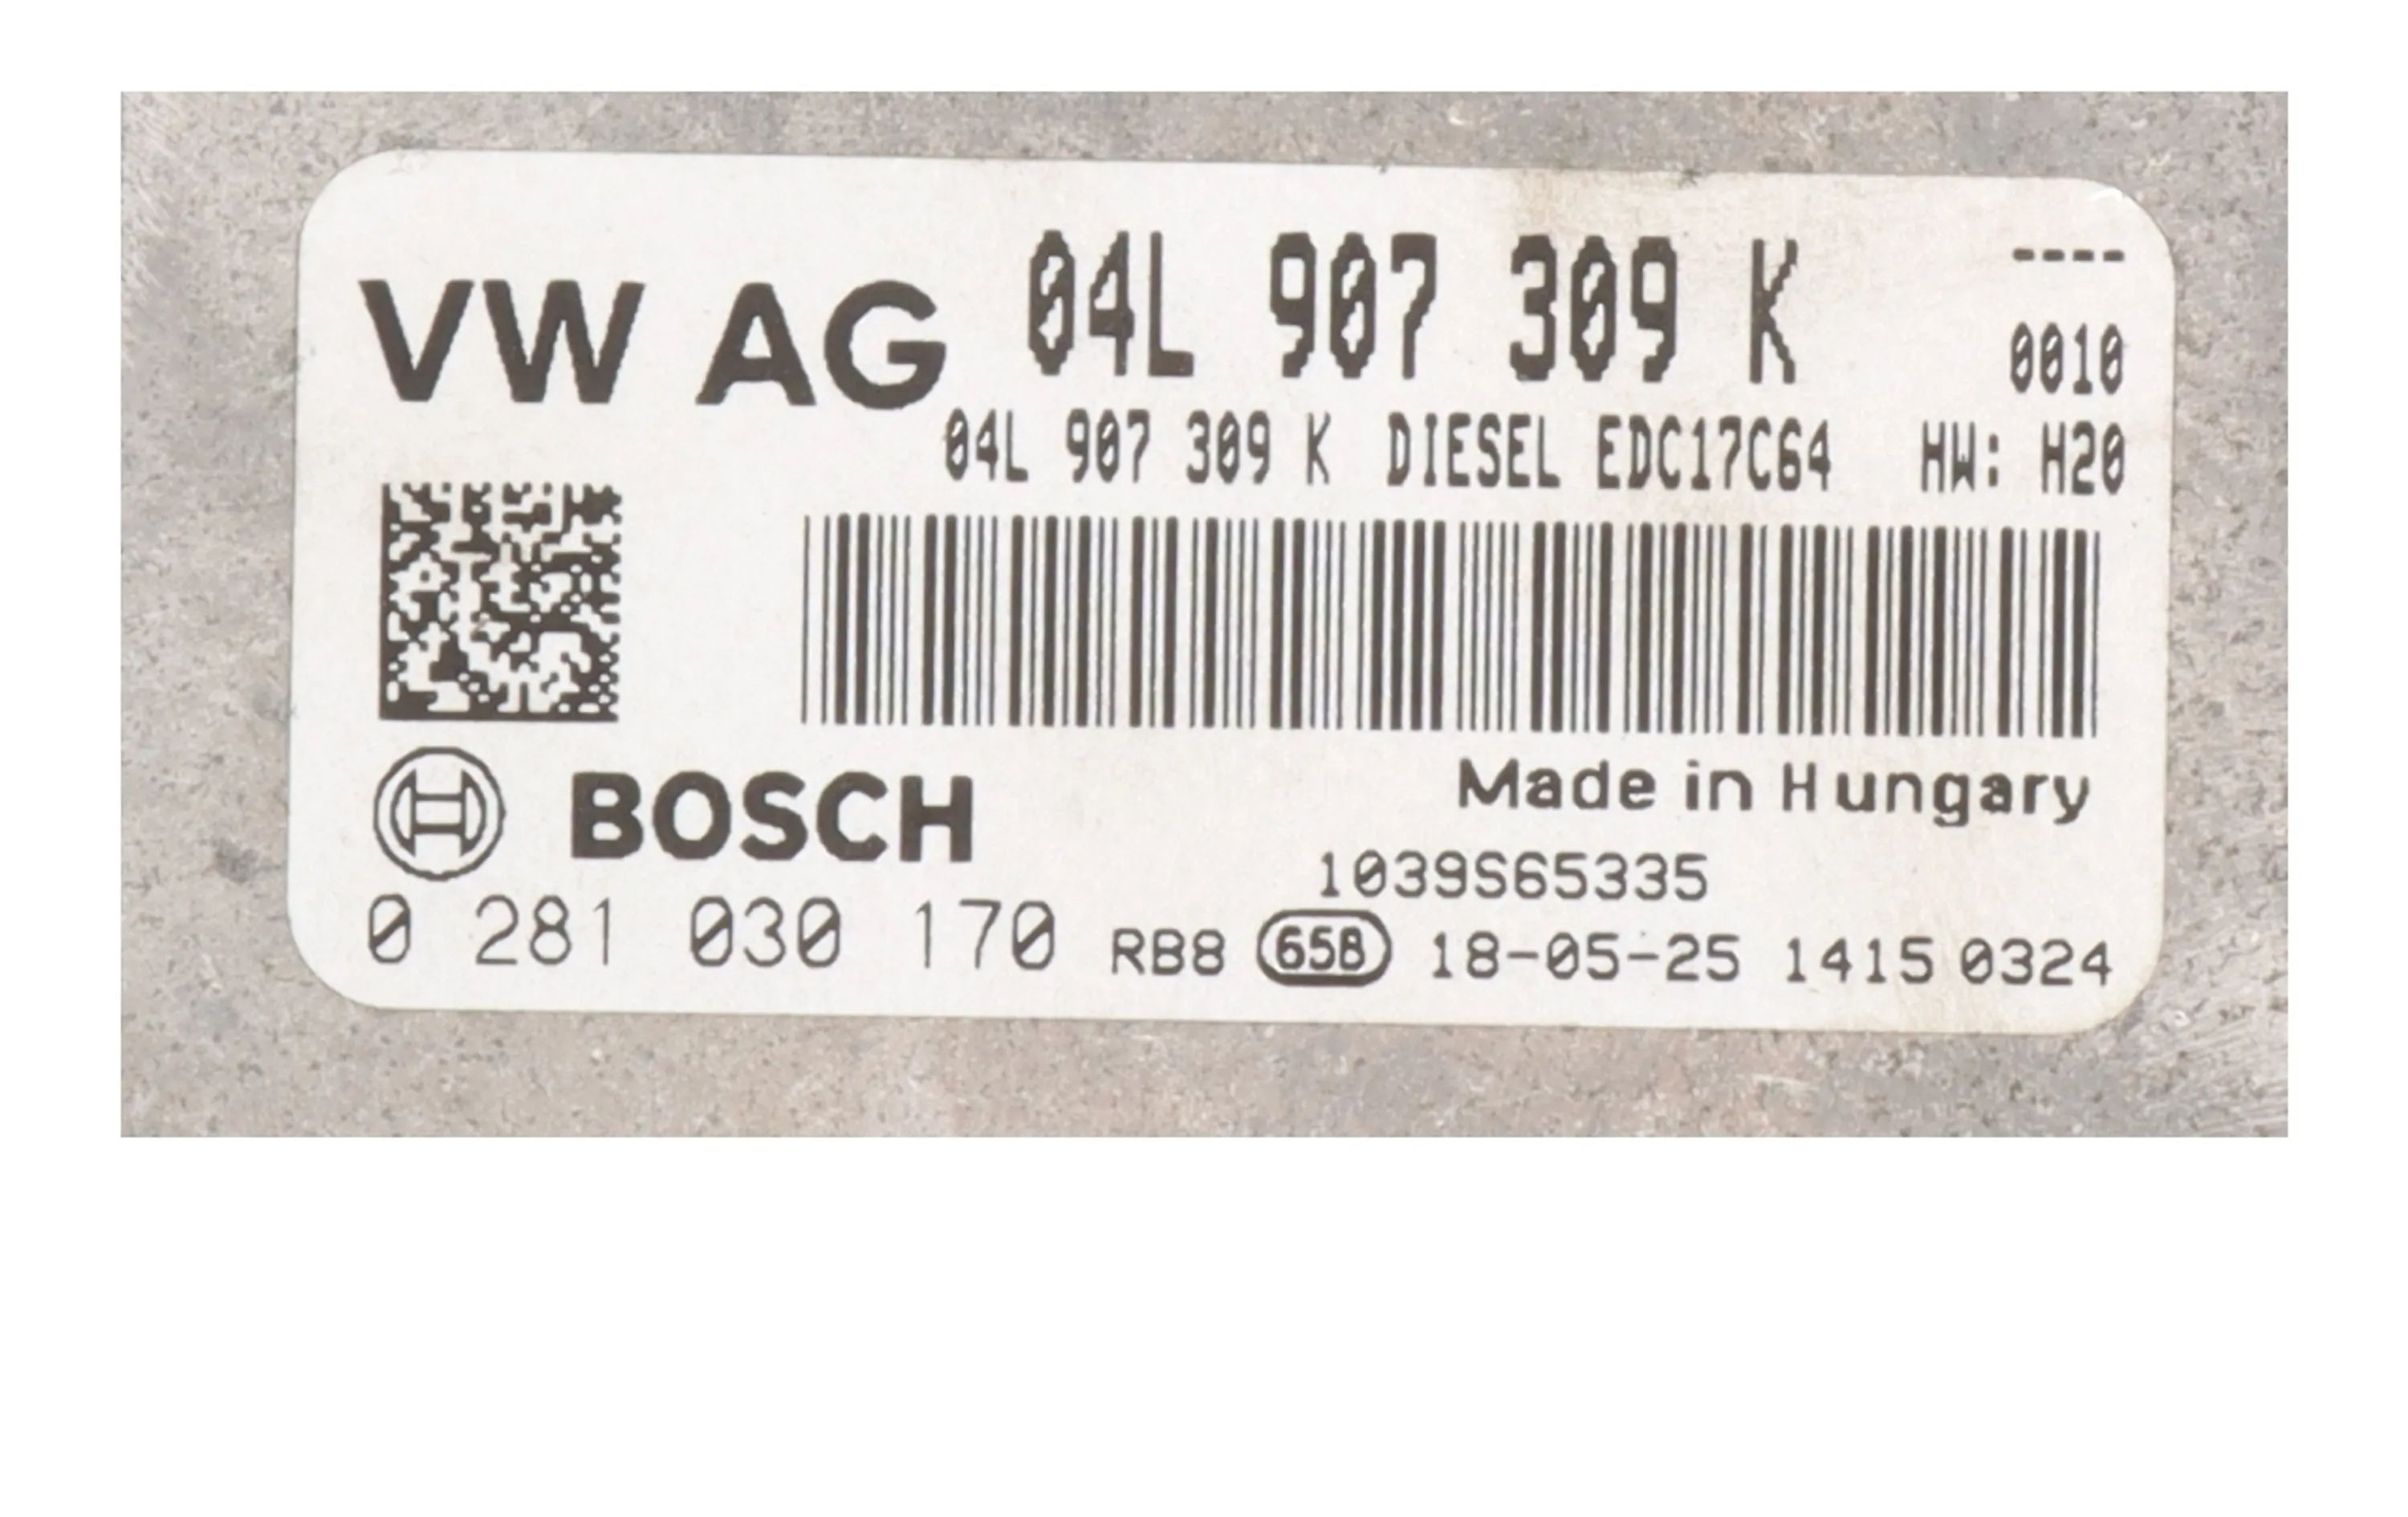 VW AG 04L 907 309 K ----
0010
04L 907 309 K DIESEL EDC17C64 HW: H20
Made in Hungary
BOSCH
1039S65335
0 281 030 170 RB8 65B 18-05-25 1415 0324